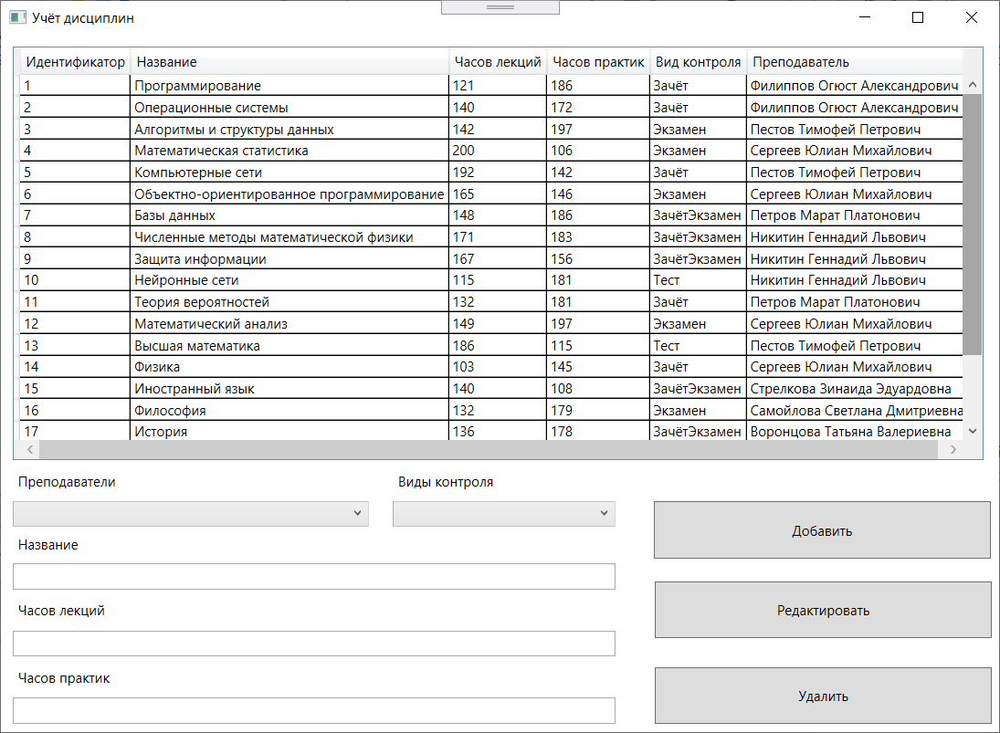 Учёт дисциплин
Идентификатор Название Часов лекций Часов практик Вид контроля Преподаватель
1 Программирование 121 186 Зачёт Филиппов Огюст Александрович
2 Операционные системы 140 172 Зачёт Филиппов Огюст Александрович
3 Алгоритмы и структуры данных 142 197 Экзамен Пестов Тимофей Петрович
4 Математическая статистика 200 106 Экзамен Сергеев Юлиан Михайлович
5 Компьютерные сети 192 142 Зачёт Пестов Тимофей Петрович
6 Объектно-ориентированное программирование 165 146 Экзамен Сергеев Юлиан Михайлович
7 Базы данных 148 186 ЗачётЭкзамен Петров Марат Платонович
8 Численные методы математической физики 171 183 ЗачётЭкзамен Никитин Геннадий Львович
9 Защита информации 167 156 ЗачётЭкзамен Никитин Геннадий Львович
10 Нейронные сети 115 181 Тест Никитин Геннадий Львович
11 Теория вероятностей 132 181 Зачёт Петров Марат Платонович
12 Математический анализ 149 197 Экзамен Сергеев Юлиан Михайлович
13 Высшая математика 186 115 Тест Пестов Тимофей Петрович
14 Физика 103 145 Зачёт Сергеев Юлиан Михайлович
15 Иностранный язык 140 108 ЗачётЭкзамен Стрелкова Зинаида Эдуардовна
16 Философия 132 179 Экзамен Самойлова Светлана Дмитриевна
17 История 136 178 ЗачётЭкзамен Воронцова Татьяна Валериевна
Преподаватели Виды контроля
Добавить
Название
Часов лекций
Редактировать
Часов практик
Удалить